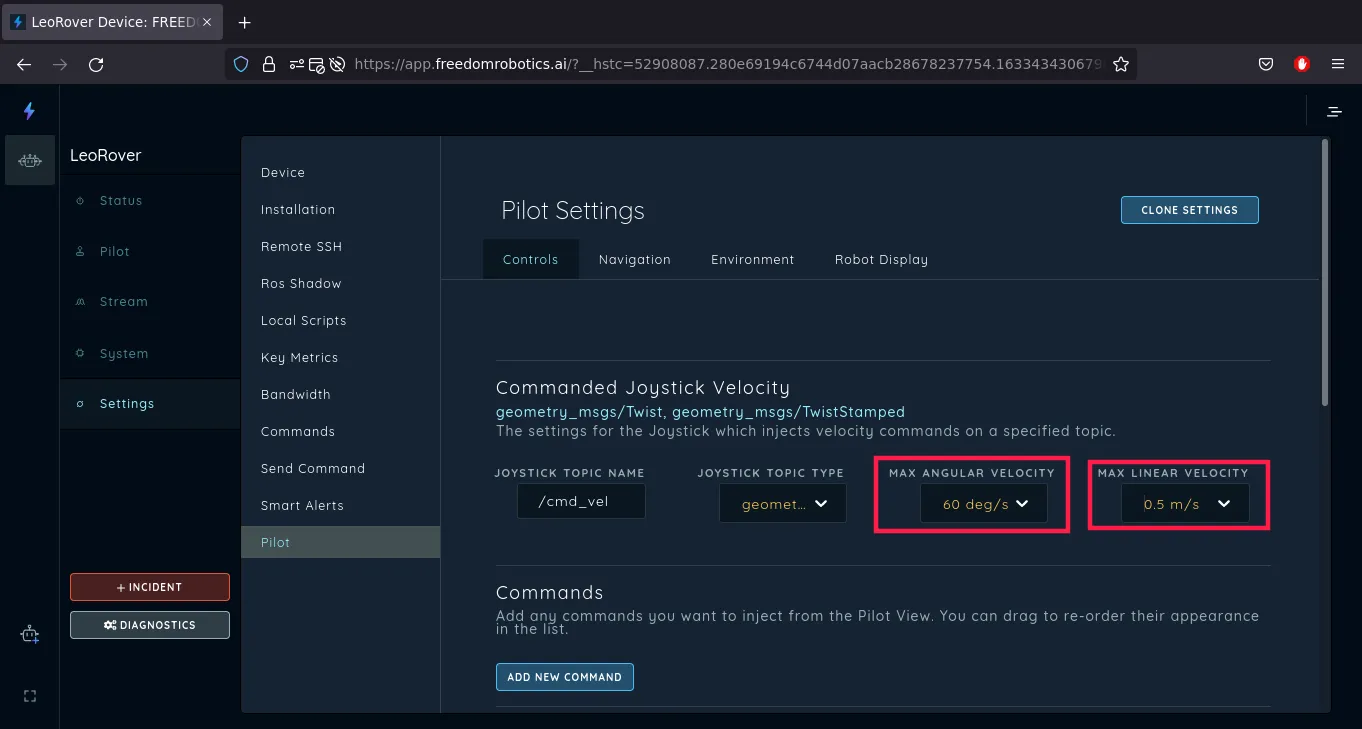 LeoRover Device: FREED
https://app.freedomrobotics.ai/?__hstc=52908087.280e69194c6744d07aacb28678237754.163343430679
LeoRover
Status
Pilot
Stream
System
Settings
+ INCIDENT
DIAGNOSTICS
Device
Installation
Remote SSH
Ros Shadow
Local Scripts
Key Metrics
Bandwidth
Commands
Send Command
Smart Alerts
Pilot
Pilot Settings
CLONE SETTINGS
Controls Navigation Environment Robot Display
Commanded Joystick Velocity
geometry_msgs/Twist, geometry_msgs/TwistStamped
The settings for the Joystick which injects velocity commands on a specified topic.
JOYSTICK TOPIC NAME JOYSTICK TOPIC TYPE MAX ANGULAR VELOCITY MAX LINEAR VELOCITY
/cmd_vel geomet... 60 deg/s 0.5 m/s
Commands
Add any commands you want to inject from the Pilot View. You can drag to re-order their appearance
in the list.
ADD NEW COMMAND